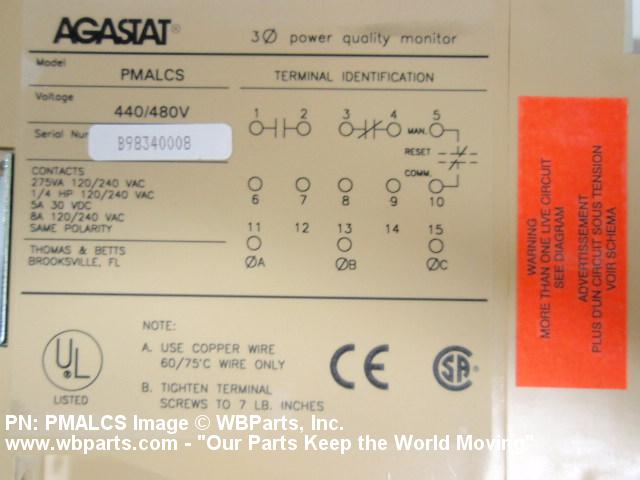 AGASTAT® 3Ø power quality monitor
Model PMALCS
Voltage 440/480V
Serial Nu B98340008
CONTACTS
275VA 120/240 VAC
1/4 HP 120/240 VAC
5A 30 VDC
8A 120/240 VAC
SAME POLARITY
THOMAS & BETTS
BROOKSVILLE, FL
TERMINAL IDENTIFICATION
1 2 3 4 5
MAN.
RESET
COMM.
6 7 8 9 10
11 12 13 14 15
ØA ØB ØC
UL
LISTED
NOTE:
A. USE COPPER WIRE
60/75°C WIRE ONLY
B. TIGHTEN TERMINAL
SCREWS TO 7 LB. INCHES
CE
SA
WARNING
MORE THAN ONE LIVE CIRCUIT
SEE DIAGRAM
ADVERTISSEMENT
PLUS D'UN CIRCUIT SOUS TENSION
VOIR SCHEMA
PN: PMALCS Image © WBParts, Inc.
www.wbparts.com - "Our Parts Keep the World Moving"